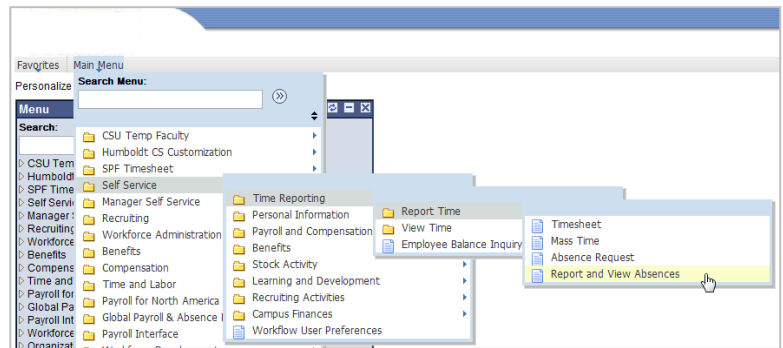 Favorites Main Menu
Personalize
Search Menu:
Menu
Search:
CSU Tem
Humboldt
SPF Time
Self Servi
Manager
Recruiting
Workforce
Benefits
Compens
Time and
Payroll for
Global Pa
Payroll Int
Workforce
Organizat
CSU Temp Faculty
Humboldt CS Customization
SPF Timesheet
Self Service
Manager Self Service
Recruiting
Workforce Administration
Benefits
Compensation
Time and Labor
Payroll for North America
Global Payroll & Absence
Payroll Interface
Time Reporting
Personal Information
Payroll and Compensation
Benefits
Stock Activity
Learning and Development
Recruiting Activities
Campus Finances
Workflow User Preferences
Report Time
View Time
Employee Balance Inquiry
Timesheet
Mass Time
Absence Request
Report and View Absences